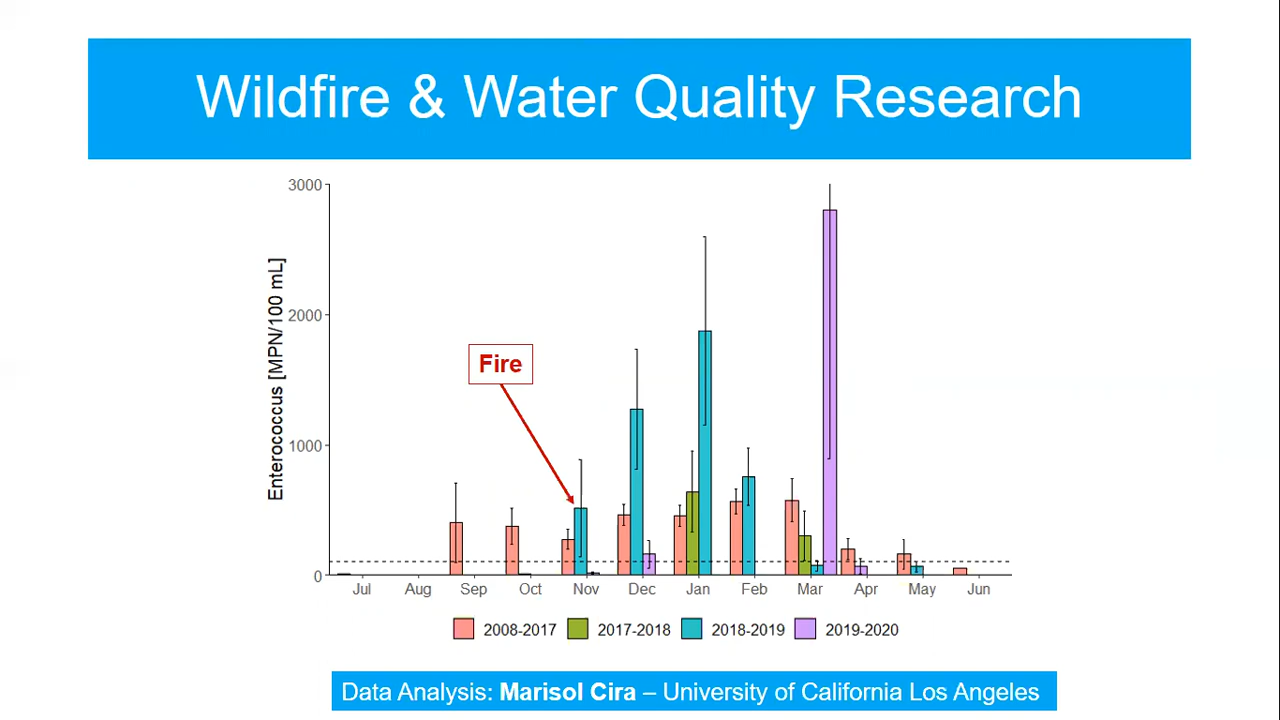 Wildfire & Water Quality Research
3000
2000
1000
0
Enterococcus [MPN/100 mL]
Fire
Jul Aug Sep Oct Nov Dec Jan Feb Mar Apr May Jun
2008-2017 2017-2018 2018-2019 2019-2020
Data Analysis: Marisol Cira – University of California Los Angeles